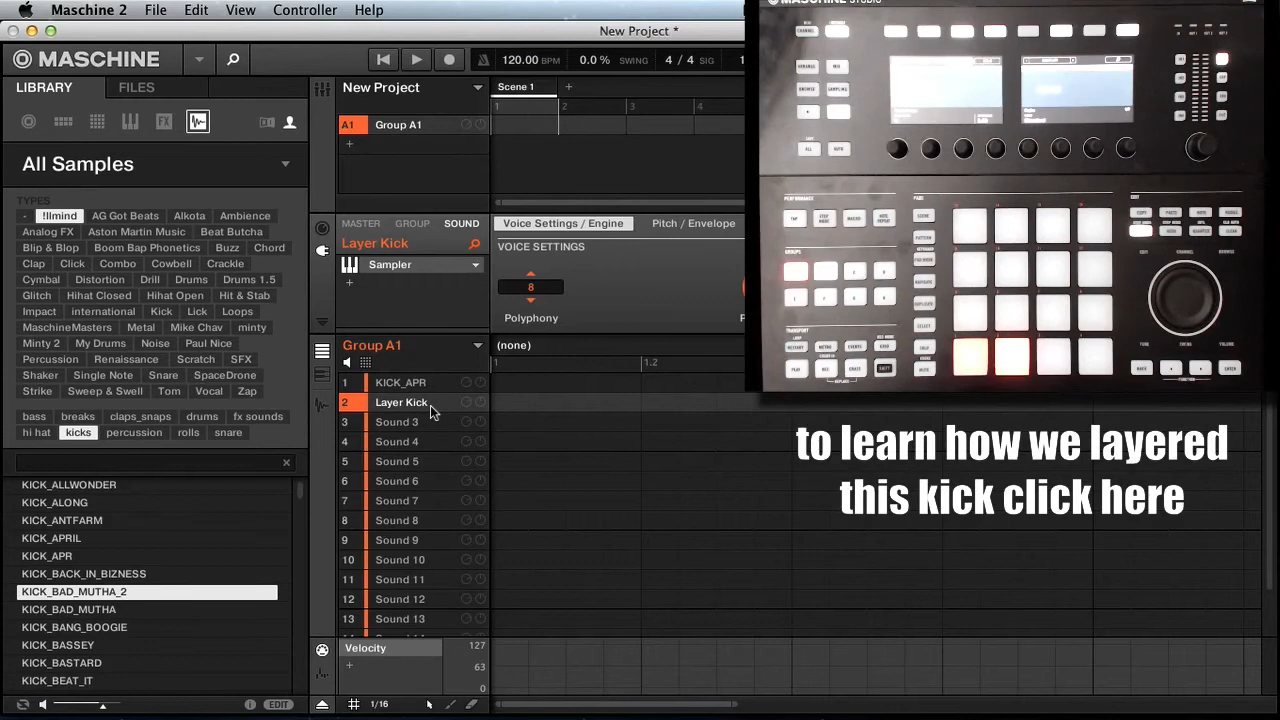 Maschine 2 File Edit View Controller Help
New Project *
MASCHINE
120.00 BPM 0.0 % SWING 4 / 4 SIG
LIBRARY FILES
All Samples
TYPES
- !llmind AG Got Beats Alkota Ambience
Analog FX Aston Martin Music Beat Butcha
Blip & Blop Boom Bap Phonetics Buzz Chord
Clap Click Combo Cowbell Crackle
Cymbal Distortion Drill Drums Drums 1.5
Glitch Hihat Closed Hihat Open Hit & Stab
Impact international Kick Lick Loops
MaschineMasters Metal Mike Chav minty
Minty 2 My Drums Noise Paul Nice
Percussion Renaissance Scratch SFX
Shaker Single Note Snare SpaceDrone
Strike Sweep & Swell Tom Vocal Zap
bass breaks claps_snaps drums fx sounds
hi hat kicks percussion rolls snare
KICK_ALLWONDER
KICK_ALONG
KICK_ANTFARM
KICK_APRIL
KICK_APR
KICK_BACK_IN_BIZNESS
KICK_BAD_MUTHA_2
KICK_BAD_MUTHA
KICK_BANG_BOOGIE
KICK_BASSEY
KICK_BASTARD
KICK_BEAT_IT
EDIT
New Project
A1 Group A1
+
Scene 1 +
1 2 3 4
MASTER GROUP SOUND
Layer Kick
Sampler
+
Voice Settings / Engine Pitch / Envelope
VOICE SETTINGS
8
Polyphony
Group A1
(none)
1 1.2
1 KICK_APR
2 Layer Kick
3 Sound 3
4 Sound 4
5 Sound 5
6 Sound 6
7 Sound 7
8 Sound 8
9 Sound 9
10 Sound 10
11 Sound 11
12 Sound 12
13 Sound 13
Velocity
+
127
63
0
1/16
MASCHINE STUDIO
to learn how we layered
this kick click here